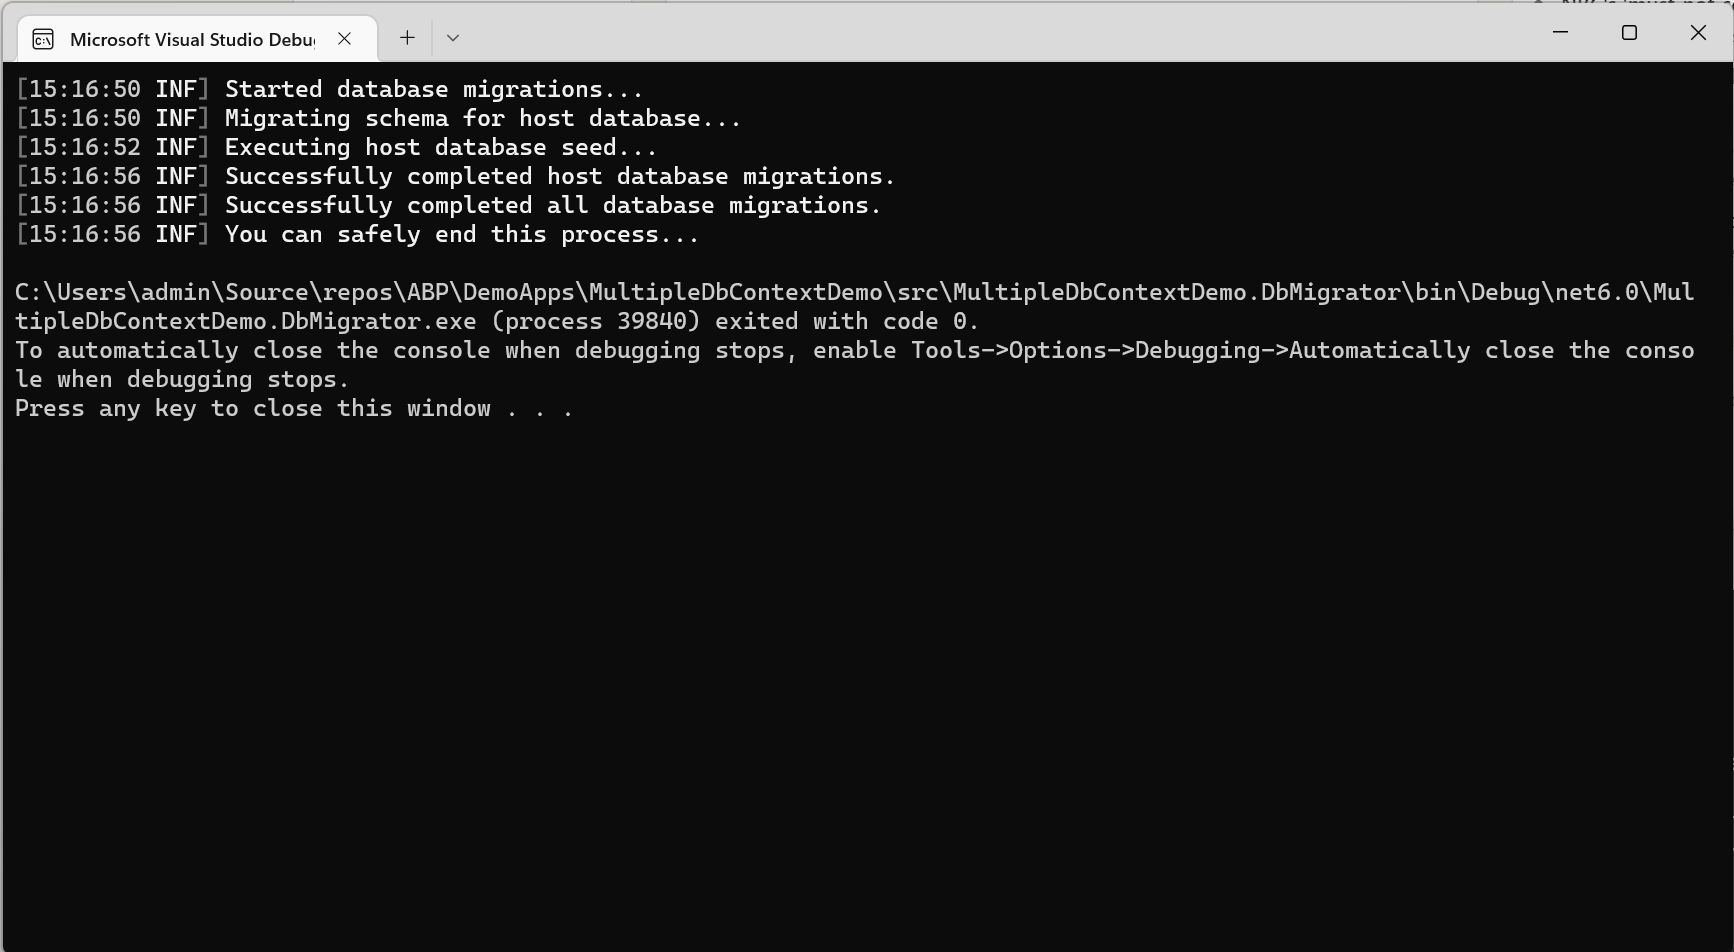 Microsoft Visual Studio Debu
[15:16:50 INF] Started database migrations...
[15:16:50 INF] Migrating schema for host database...
[15:16:52 INF] Executing host database seed...
[15:16:56 INF] Successfully completed host database migrations.
[15:16:56 INF] Successfully completed all database migrations.
[15:16:56 INF] You can safely end this process...
C:\Users\admin\Source\repos\ABP\DemoApps\MultipleDbContextDemo\src\MultipleDbContextDemo.DbMigrator\bin\Debug\net6.0\Mul
tipleDbContextDemo.DbMigrator.exe (process 39840) exited with code 0.
To automatically close the console when debugging stops, enable Tools->Options->Debugging->Automatically close the conso
le when debugging stops.
Press any key to close this window . . .